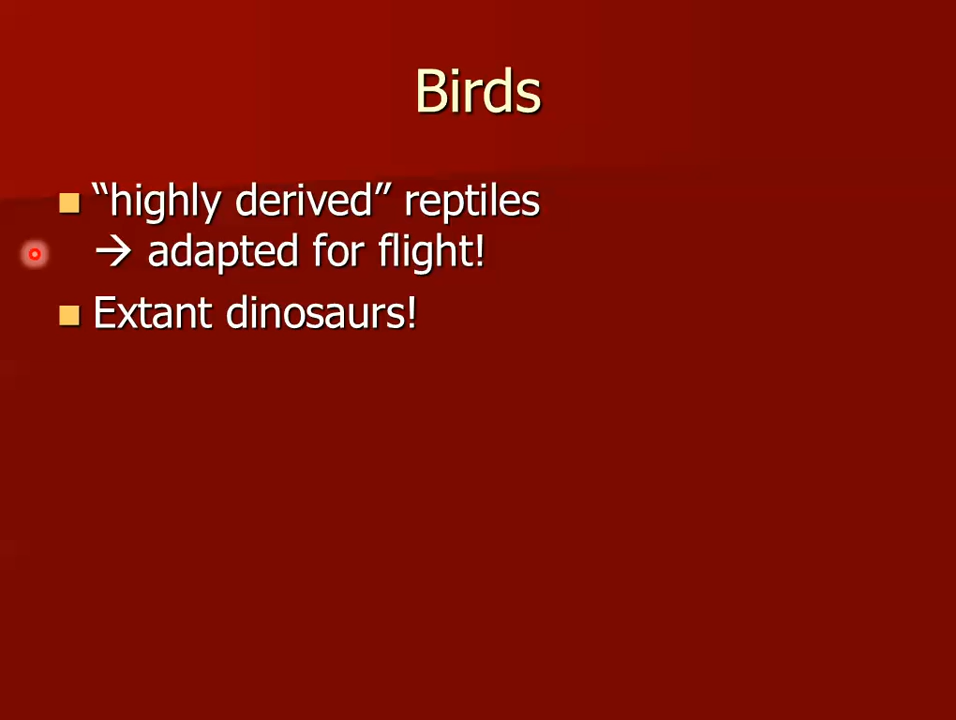 Birds
“highly derived” reptiles
→ adapted for flight!
Extant dinosaurs!